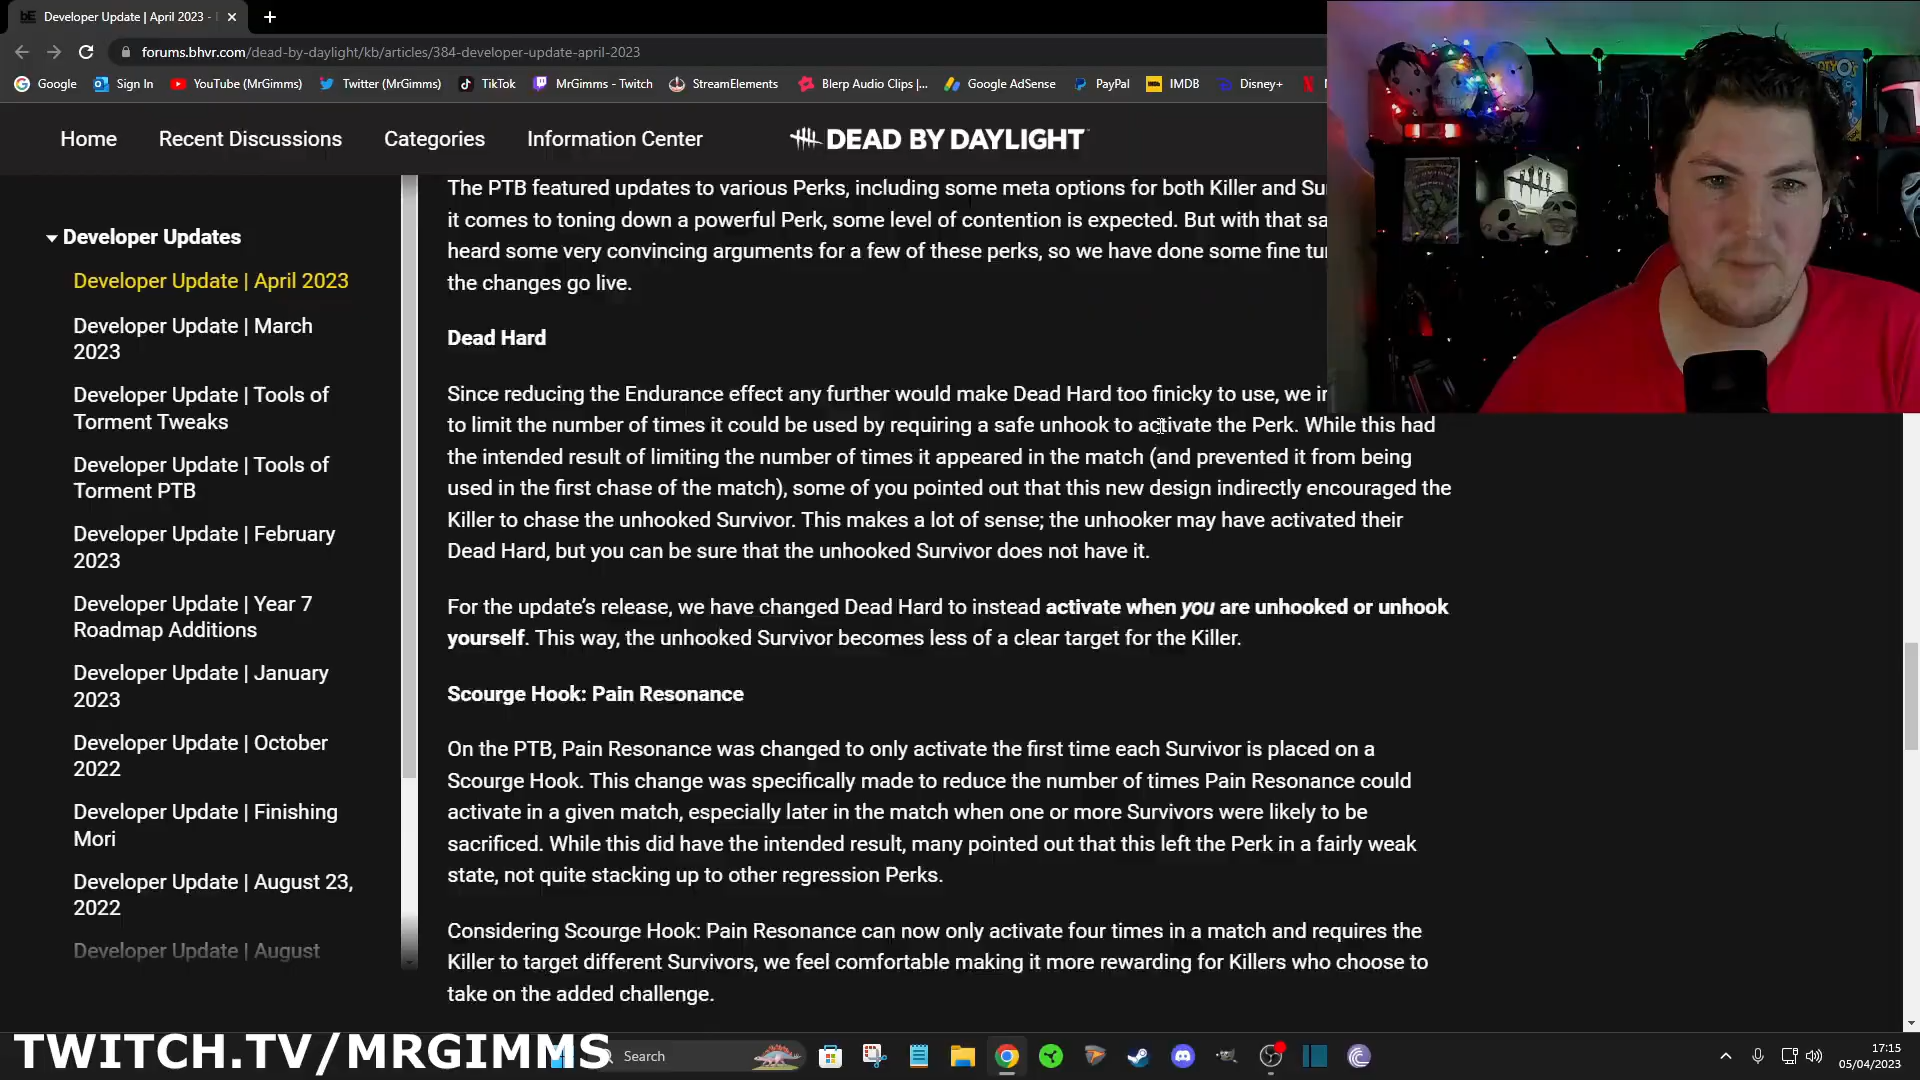 Developer Update | April 2023 -
forums.bhvr.com/dead-by-daylight/kb/articles/384-developer-update-april-2023
Google
Sign In
YouTube (MrGimms)
Twitter (MrGimms)
TikTok
MrGimms - Twitch
StreamElements
Blerp Audio Clips |...
Google AdSense
PayPal
IMDB
Disney+
Home
Recent Discussions
Categories
Information Center
DEAD BY DAYLIGHT
Developer Updates
Developer Update | April 2023
Developer Update | March
2023
Developer Update | Tools of
Torment Tweaks
Developer Update | Tools of
Torment PTB
Developer Update | February
2023
Developer Update | Year 7
Roadmap Additions
Developer Update | January
2023
Developer Update | October
2022
Developer Update | Finishing
Mori
Developer Update | August 23,
2022
Developer Update | August
The PTB featured updates to various Perks, including some meta options for both Killer and Su
it comes to toning down a powerful Perk, some level of contention is expected. But with that sa
heard some very convincing arguments for a few of these perks, so we have done some fine tu
the changes go live.
Dead Hard
Since reducing the Endurance effect any further would make Dead Hard too finicky to use, we i
to limit the number of times it could be used by requiring a safe unhook to activate the Perk. While this had
the intended result of limiting the number of times it appeared in the match (and prevented it from being
used in the first chase of the match), some of you pointed out that this new design indirectly encouraged the
Killer to chase the unhooked Survivor. This makes a lot of sense; the unhooker may have activated their
Dead Hard, but you can be sure that the unhooked Survivor does not have it.
For the update’s release, we have changed Dead Hard to instead activate when you are unhooked or unhook
yourself. This way, the unhooked Survivor becomes less of a clear target for the Killer.
Scourge Hook: Pain Resonance
On the PTB, Pain Resonance was changed to only activate the first time each Survivor is placed on a
Scourge Hook. This change was specifically made to reduce the number of times Pain Resonance could
activate in a given match, especially later in the match when one or more Survivors were likely to be
sacrificed. While this did have the intended result, many pointed out that this left the Perk in a fairly weak
state, not quite stacking up to other regression Perks.
Considering Scourge Hook: Pain Resonance can now only activate four times in a match and requires the
Killer to target different Survivors, we feel comfortable making it more rewarding for Killers who choose to
take on the added challenge.
TWITCH.TV/MRGIMMS
Search
17:15
05/04/2023